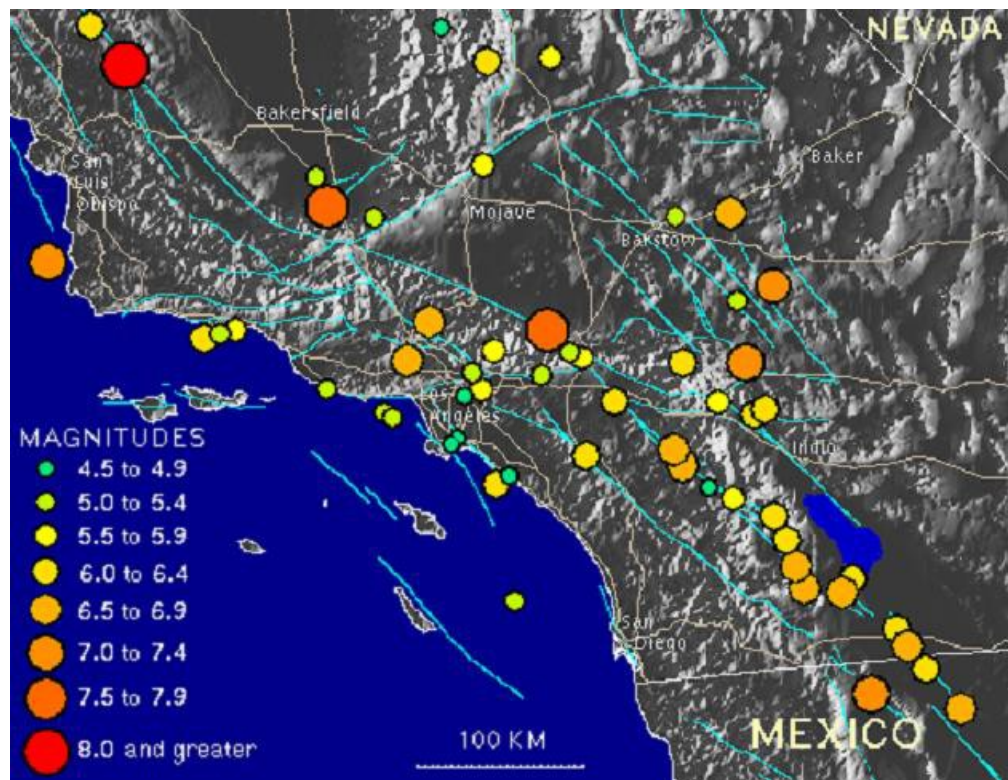 NEVADA
Bakersfield
Baker
San
Luis
Obispo
Mojave
Barstow
Los
Angeles
MAGNITUDES
4.5 to 4.9
5.0 to 5.4
5.5 to 5.9
6.0 to 6.4
6.5 to 6.9
7.0 to 7.4
7.5 to 7.9
8.0 and greater
Indio
San
Diego
100 KM
MEXICO